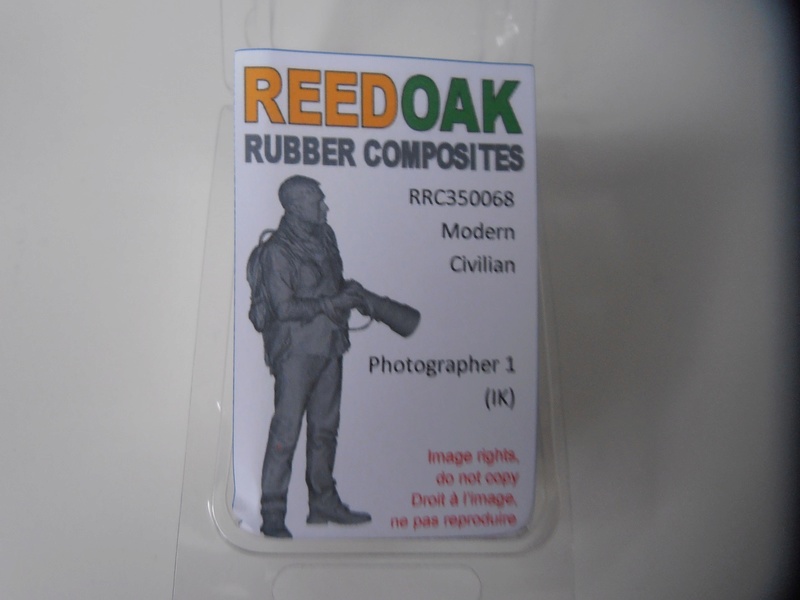 REEDOAK
RUBBER COMPOSITES
RRC350068
Modern
Civilian
Photographer 1
(IK)
Image rights,
do not copy
Droit à l'image,
ne pas reproduire